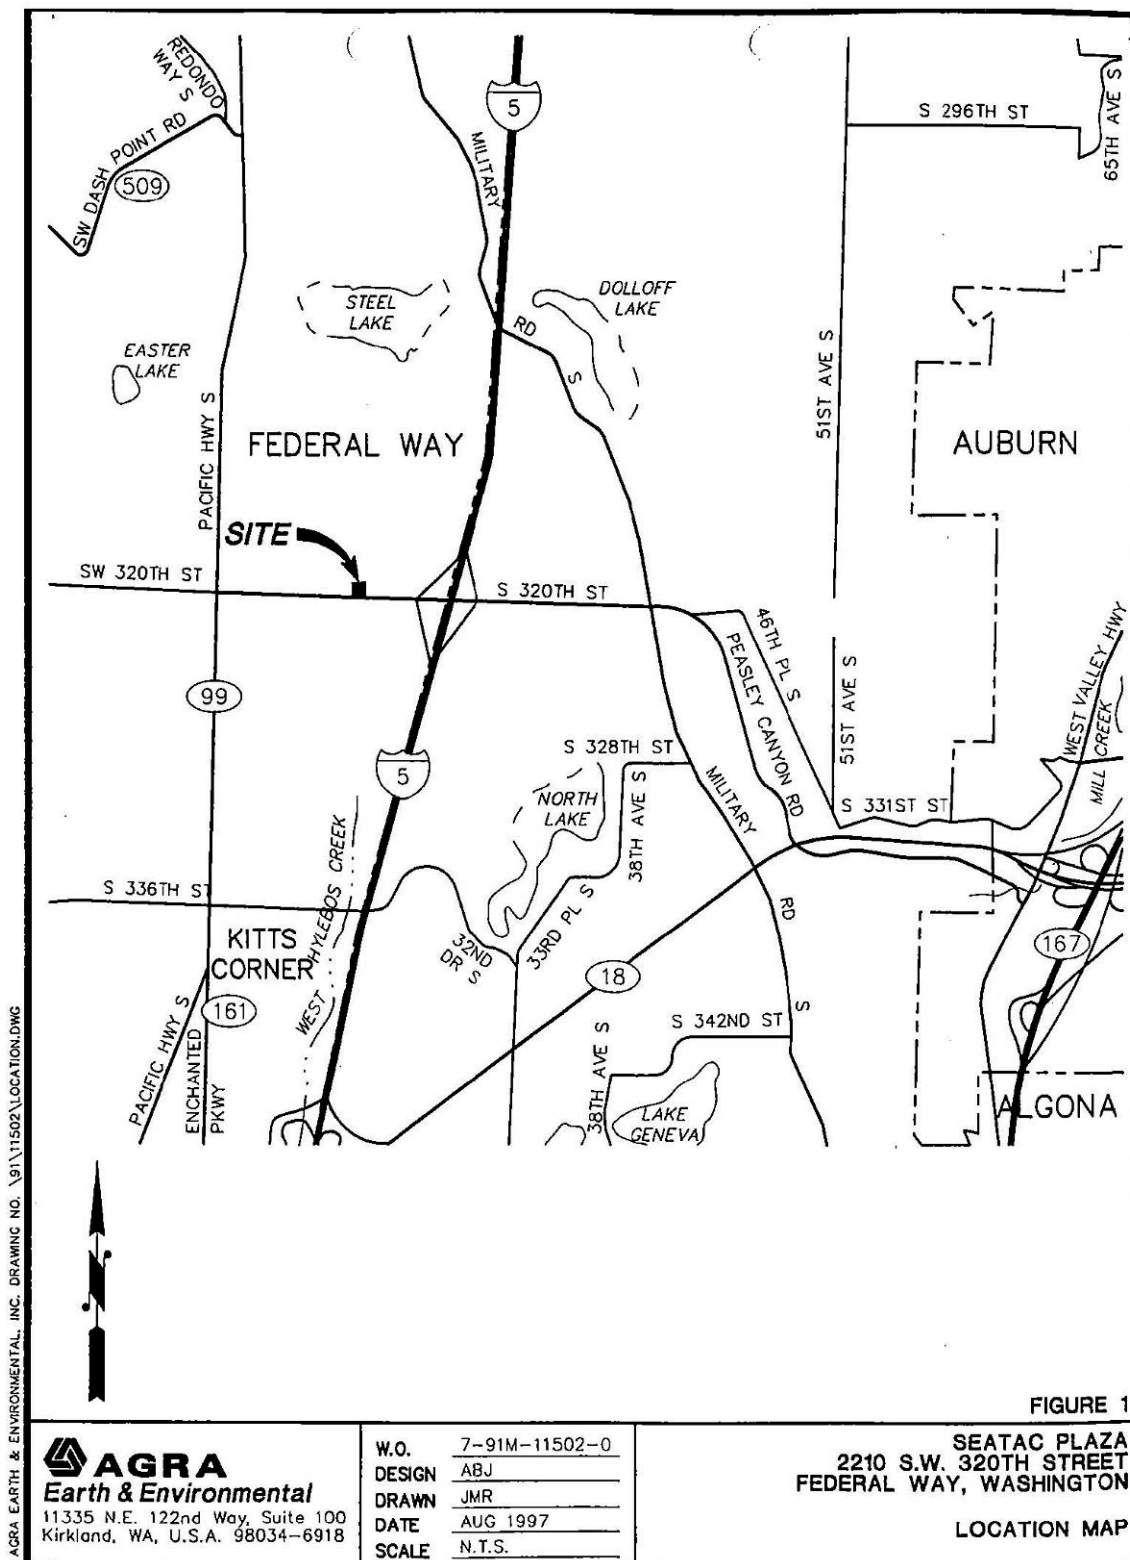 REDONDO
WAY S
SW DASH POINT RD
509
5
MILITARY
RD
S
S 296TH ST
65TH AVE S
STEEL
LAKE
DOLLOFF
LAKE
EASTER
LAKE
PACIFIC HWY S
FEDERAL WAY
51ST AVE S
AUBURN
SITE
SW 320TH ST
S 320TH ST
46TH PL S
PEASLEY CANYON RD
51ST AVE S
WEST VALLEY HWY
MILL CREEK
99
5
S 328TH ST
MILITARY
RD
S
NORTH
LAKE
38TH AVE S
S 331ST ST
WEST HYLEBOS CREEK
S 336TH ST
KITTS
CORNER
32ND
DR S
33RD PL S
18
167
161
PACIFIC HWY S
ENCHANTED
PKWY
S 342ND ST
38TH AVE S
LAKE
GENEVA
ALGONA
AGRA EARTH & ENVIRONMENTAL, INC. DRAWING NO. \91\11502\LOCATION.DWG
FIGURE 1
AGRA
Earth & Environmental
11335 N.E. 122nd Way, Suite 100
Kirkland, WA, U.S.A. 98034-6918
W.O. 7-91M-11502-0
DESIGN ABJ
DRAWN JMR
DATE AUG 1997
SCALE N.T.S.
SEATAC PLAZA
2210 S.W. 320TH STREET
FEDERAL WAY, WASHINGTON
LOCATION MAP